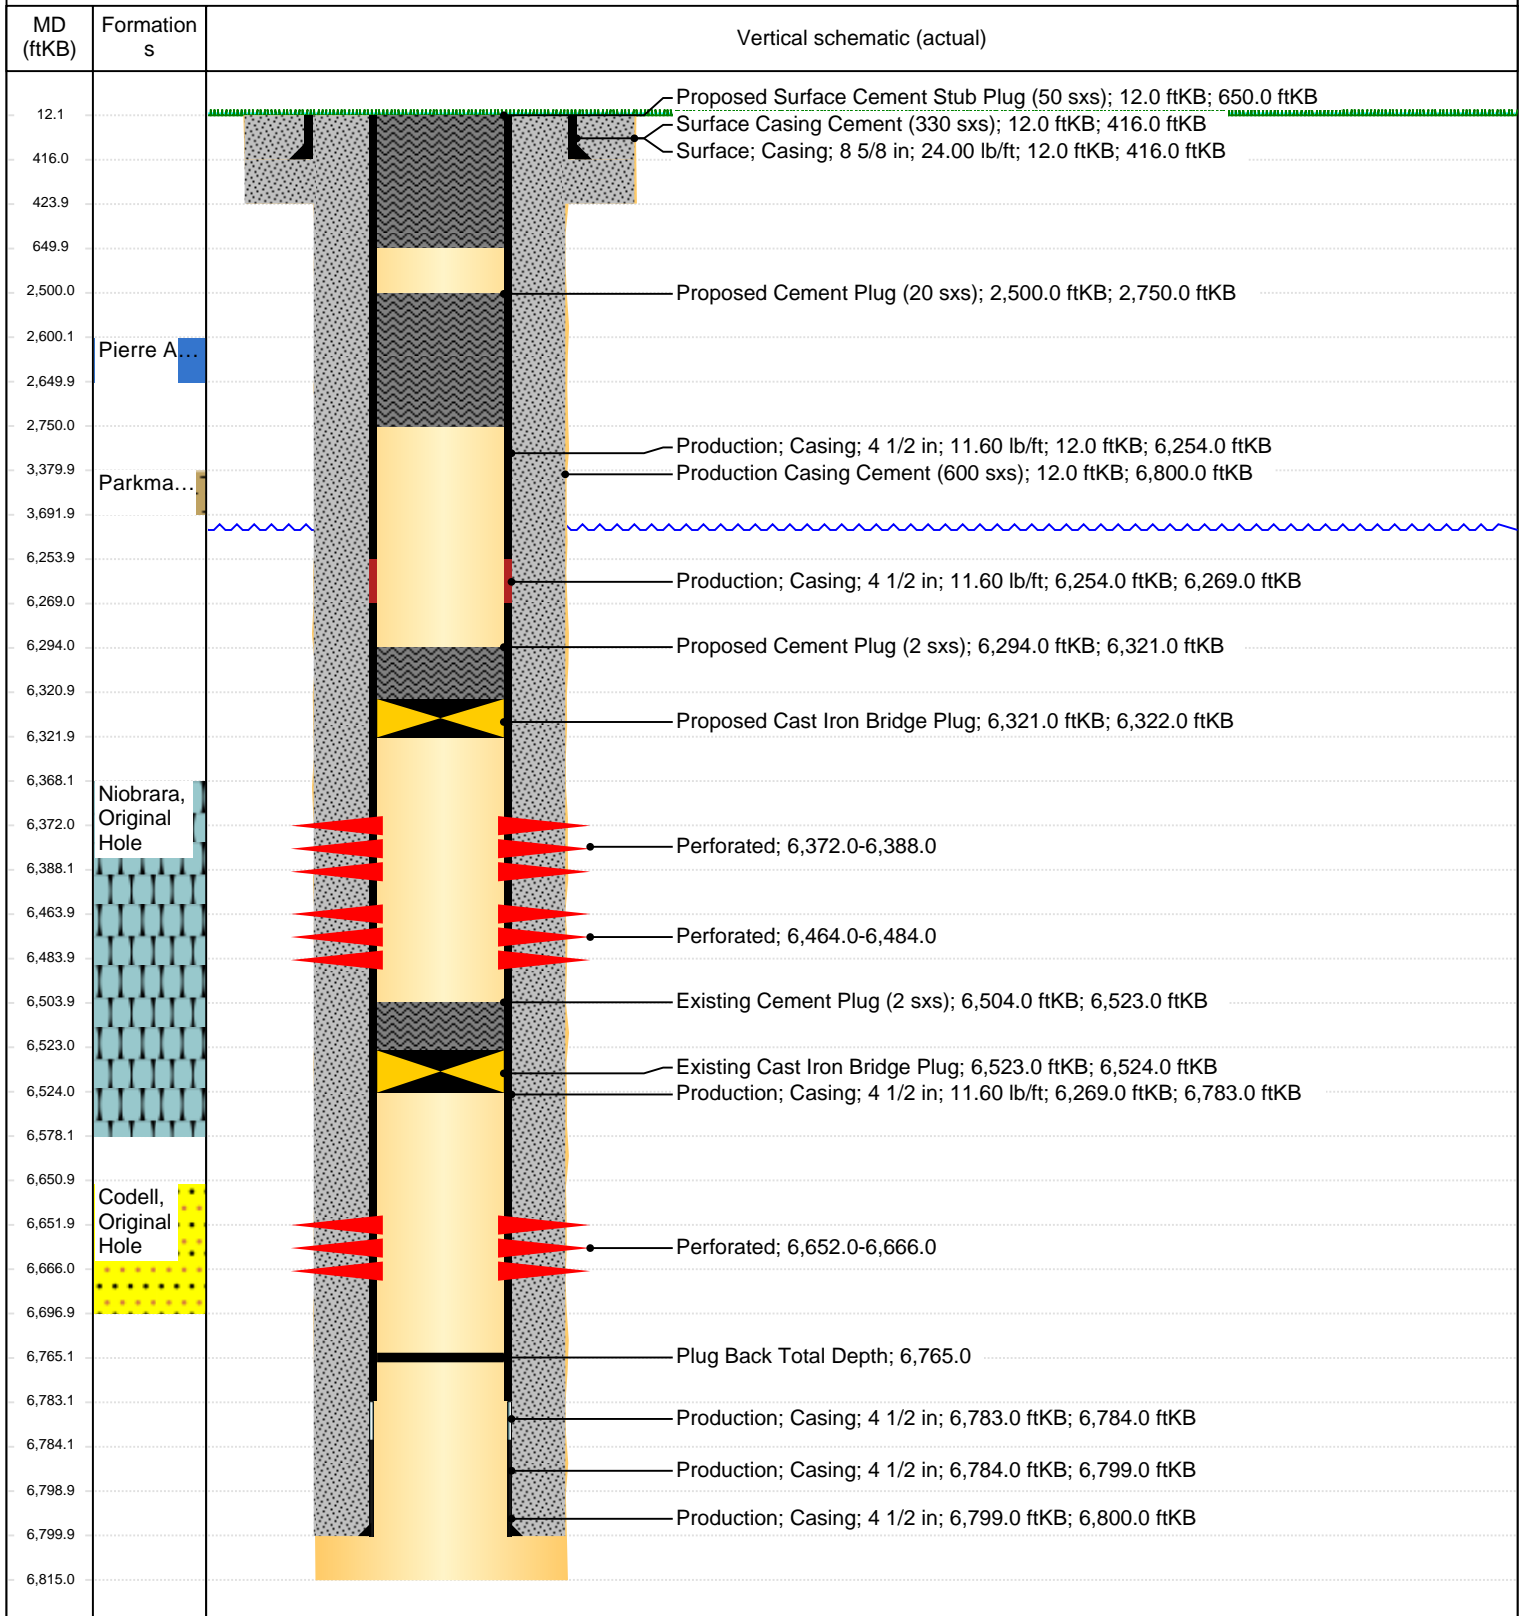 MD
(ftKB)
Formation
s
Vertical schematic (actual)
12.1
416.0
423.9
649.9
2,500.0
2,600.1
2,649.9
2,750.0
3,379.9
3,691.9
6,253.9
6,269.0
6,294.0
6,320.9
6,321.9
6,368.1
6,372.0
6,388.1
6,463.9
6,483.9
6,503.9
6,523.0
6,524.0
6,578.1
6,650.9
6,651.9
6,666.0
6,696.9
6,765.1
6,783.1
6,784.1
6,798.9
6,799.9
6,815.0
Pierre A...
Parkma...
Niobrara,
Original
Hole
Codell,
Original
Hole
Proposed Surface Cement Stub Plug (50 sxs); 12.0 ftKB; 650.0 ftKB
Surface Casing Cement (330 sxs); 12.0 ftKB; 416.0 ftKB
Surface; Casing; 8 5/8 in; 24.00 lb/ft; 12.0 ftKB; 416.0 ftKB
Proposed Cement Plug (20 sxs); 2,500.0 ftKB; 2,750.0 ftKB
Production; Casing; 4 1/2 in; 11.60 lb/ft; 12.0 ftKB; 6,254.0 ftKB
Production Casing Cement (600 sxs); 12.0 ftKB; 6,800.0 ftKB
Production; Casing; 4 1/2 in; 11.60 lb/ft; 6,254.0 ftKB; 6,269.0 ftKB
Proposed Cement Plug (2 sxs); 6,294.0 ftKB; 6,321.0 ftKB
Proposed Cast Iron Bridge Plug; 6,321.0 ftKB; 6,322.0 ftKB
Perforated; 6,372.0-6,388.0
Perforated; 6,464.0-6,484.0
Existing Cement Plug (2 sxs); 6,504.0 ftKB; 6,523.0 ftKB
Existing Cast Iron Bridge Plug; 6,523.0 ftKB; 6,524.0 ftKB
Production; Casing; 4 1/2 in; 11.60 lb/ft; 6,269.0 ftKB; 6,783.0 ftKB
Perforated; 6,652.0-6,666.0
Plug Back Total Depth; 6,765.0
Production; Casing; 4 1/2 in; 6,783.0 ftKB; 6,784.0 ftKB
Production; Casing; 4 1/2 in; 6,784.0 ftKB; 6,799.0 ftKB
Production; Casing; 4 1/2 in; 6,799.0 ftKB; 6,800.0 ftKB